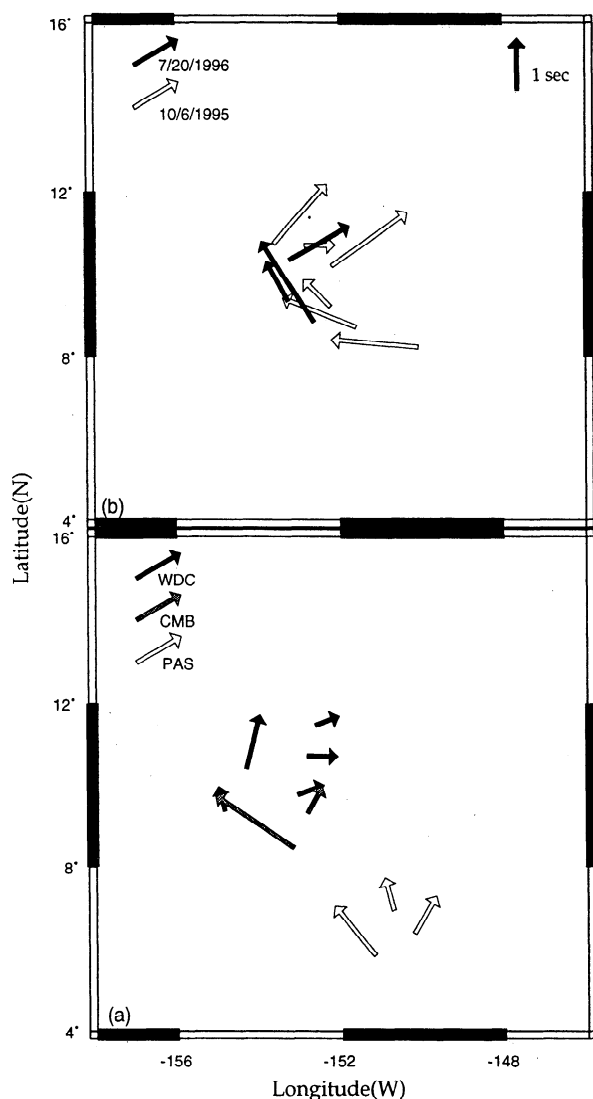 16°
7/20/1996
1 sec
10/6/1995
12°
8°
(b)
4°
16°
WDC
CMB
PAS
12°
8°
(a)
4°
-156
-152
-148
Longitude(W)
Latitude(N)